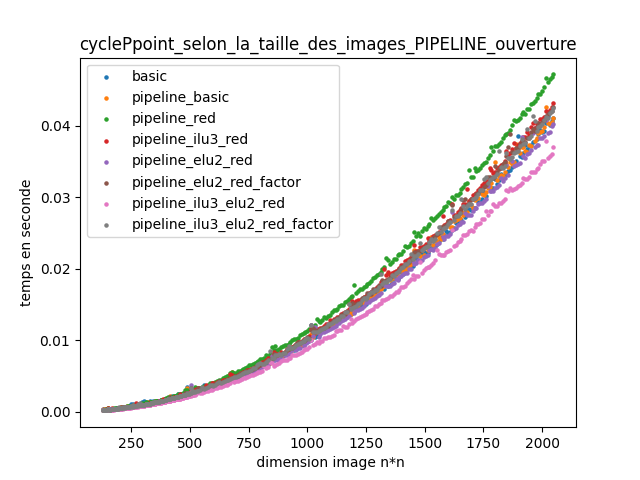 cyclePpoint_selon_la_taille_des_images_PIPELINE_ouverture
basic
pipeline_basic
pipeline_red
pipeline_ilu3_red
pipeline_elu2_red
pipeline_elu2_red_factor
pipeline_ilu3_elu2_red
pipeline_ilu3_elu2_red_factor
temps en seconde
0.04
0.03
0.02
0.01
0.00
250 500 750 1000 1250 1500 1750 2000
dimension image n*n